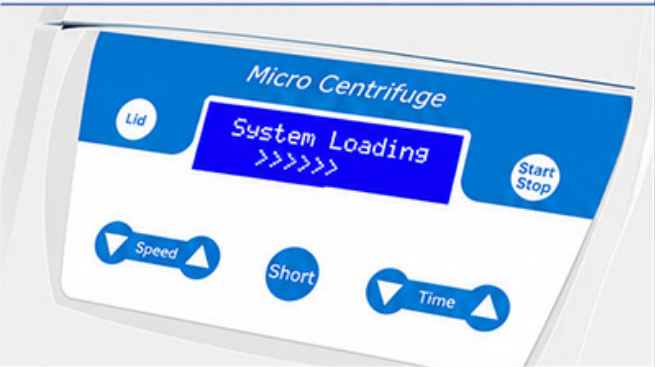 Micro Centrifuge
Lid
System Loading
>>>>>>
Start
Stop
Speed
Short
Time